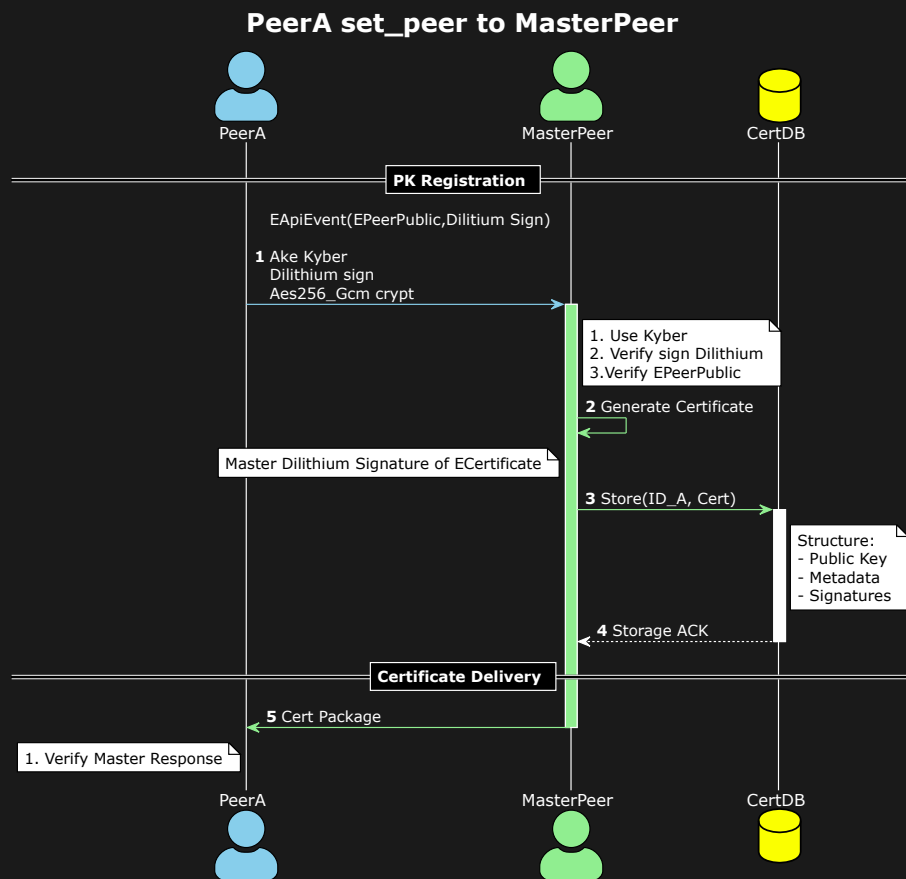 PeerA set_peer to MasterPeer
PeerA
MasterPeer
CertDB
PK Registration
EApiEvent(EPeerPublic,Dilitium Sign)
1 Ake Kyber
Dilithium sign
Aes256_Gcm crypt
1. Use Kyber
2. Verify sign Dilithium
3.Verify EPeerPublic
2 Generate Certificate
Master Dilithium Signature of ECertificate
3 Store(ID_A, Cert)
Structure:
- Public Key
- Metadata
- Signatures
4 Storage ACK
Certificate Delivery
5 Cert Package
1. Verify Master Response
PeerA
MasterPeer
CertDB